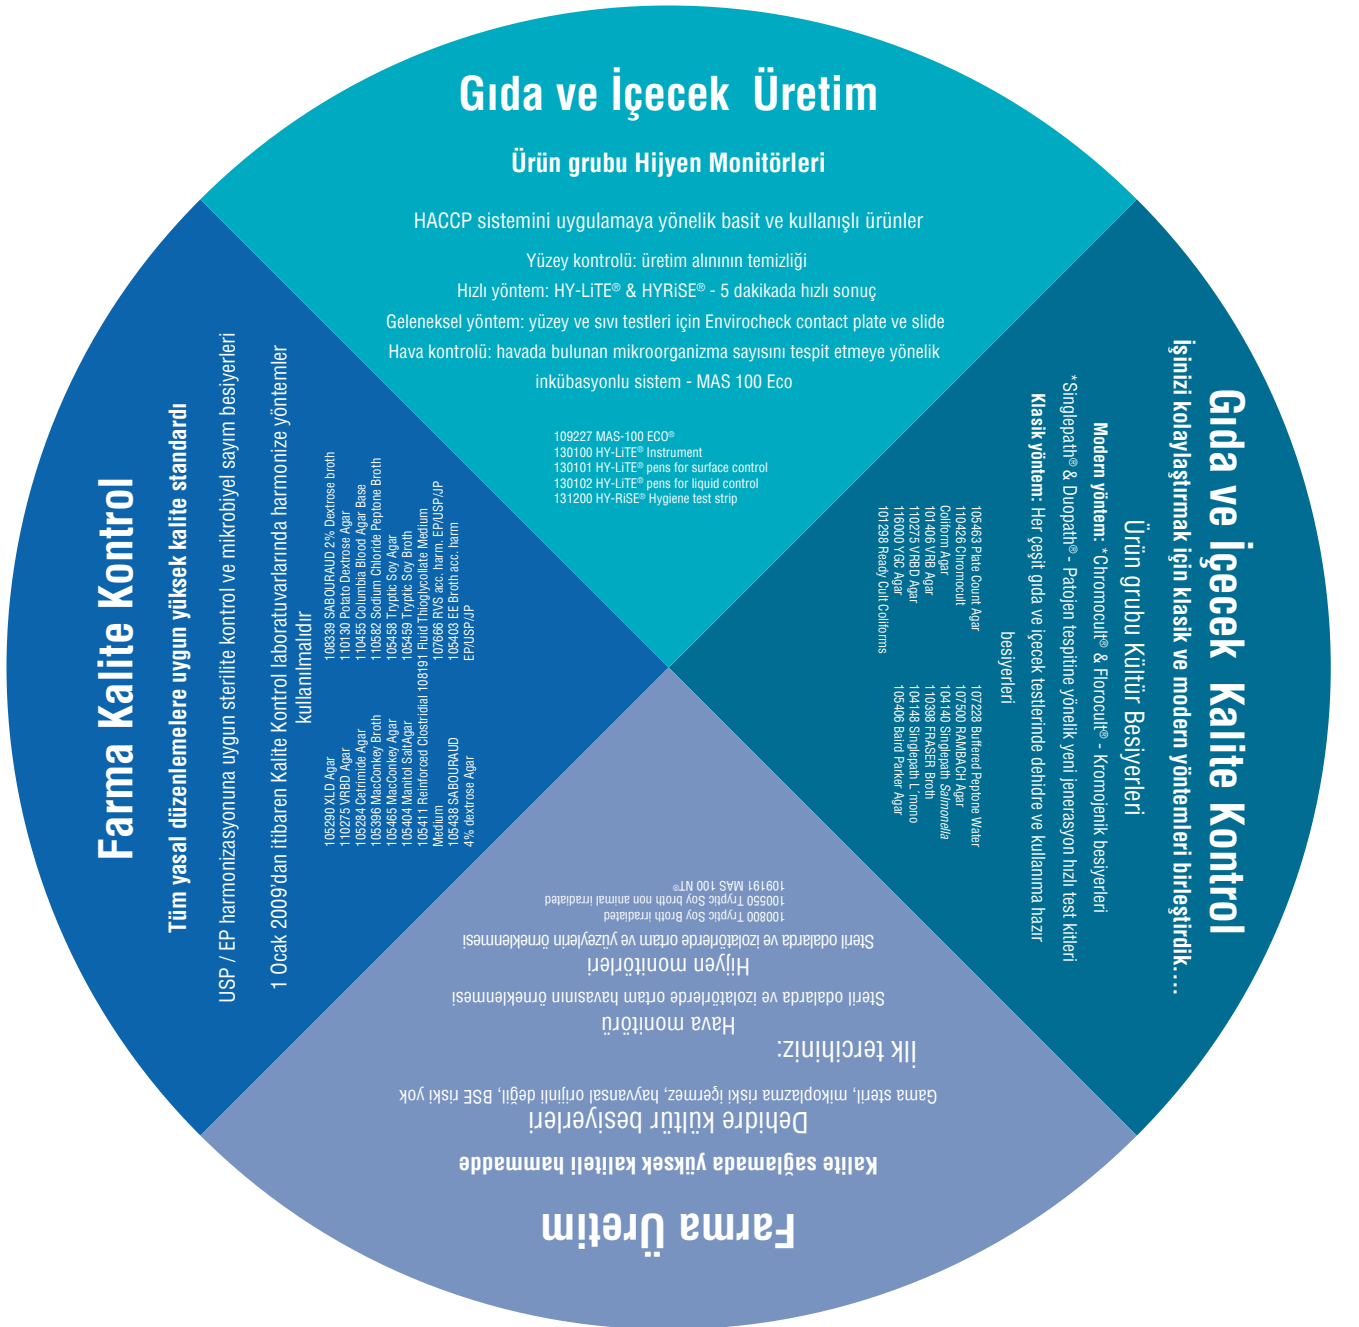 Gıda ve İçecek Üretim
Ürün grubu Hijyen Monitörleri
HACCP sistemini uygulamaya yönelik basit ve kullanışlı ürünler
Yüzey kontrolü: üretim alınının temizliği
Hızlı yöntem: HY-LiTE® & HYRiSE® - 5 dakikada hızlı sonuç
Geleneksel yöntem: yüzey ve sıvı testleri için Envirocheck contact plate ve slide
Hava kontrolü: havada bulunan mikroorganizma sayısını tespit etmeye yönelik
inkübasyonlu sistem - MAS 100 Eco
109227 MAS-100 ECO®
130100 HY-LiTE® Instrument
130101 HY-LiTE® pens for surface control
130102 HY-LiTE® pens for liquid control
131200 HY-RiSE® Hygiene test strip
Gıda ve İçecek Kalite Kontrol
İşinizi kolaylaştırmak için klasik ve modern yöntemleri birleştirdik....
Ürün grubu Kültür Besiyerleri
Modern yöntem: *Chromocult® & Florocult® - Kromojenik besiyerleri
*Singlepath® & Duopath® - Patojen tespitine yönelik yeni jenerasyon hızlı test kitleri
Klasik yöntem: Her çeşit gıda ve içecek testlerinde dehidre ve kullanıma hazır
besiyerleri
105463 Plate Count Agar
110426 Chromocult
Coliform Agar
101406 VRB Agar
110275 VRBD Agar
116000 YGC Agar
101298 Ready Cult Coliforms
107228 Buffered Peptone Water
107500 RAMBACH Agar
104140 Singlepath Salmonella
110398 FRASER Broth
104148 Singlepath L´mono
105406 Baird Parker Agar
Farma Üretim
Kalite sağlamada yüksek kaliteli hammadde
Dehidre kültür besiyerleri
Gama steril, mikoplazma riski içermez, hayvansal orijinli değil, BSE riski yok
İlk tercihiniz:
Hava monitörü
Steril odalarda ve izolatörlerde ortam havasının örneklenmesi
Hijyen monitörleri
Steril odalarda ve izolatörlerde ortam ve yüzeylerin örneklenmesi
100800 Tryptic Soy Broth irradiated
100550 Tryptic Soy broth non animal irradiated
109191 MAS 100 NT®
Farma Kalite Kontrol
Tüm yasal düzenlemelere uygun yüksek kalite standardı
USP / EP harmonizasyonuna uygun sterilite kontrol ve mikrobiyel sayım besiyerleri
1 Ocak 2009'dan itibaren Kalite Kontrol laboratuvarlarında harmonize yöntemler
kullanılmalıdır
105290 XLD Agar
110275 VRBD Agar
105284 Cetrimide Agar
105396 MacConkey Broth
105465 MacConkey Agar
105404 Manitol SaltAgar
105411 Reinforced Clostridial
Medium
105438 SABOURAUD
4% dextrose Agar
108339 SABOURAUD 2% Dextrose broth
110130 Potato Dextrose Agar
110455 Columbia Blood Agar Base
110582 Sodium Chloride Peptone Broth
105458 Tryptic Soy Agar
105459 Tryptic Soy Broth
108191 Fluid Thioglycollate Medium
107666 RVS acc. harm. EP/USP/JP
105403 EE Broth acc. harm
EP/USP/JP